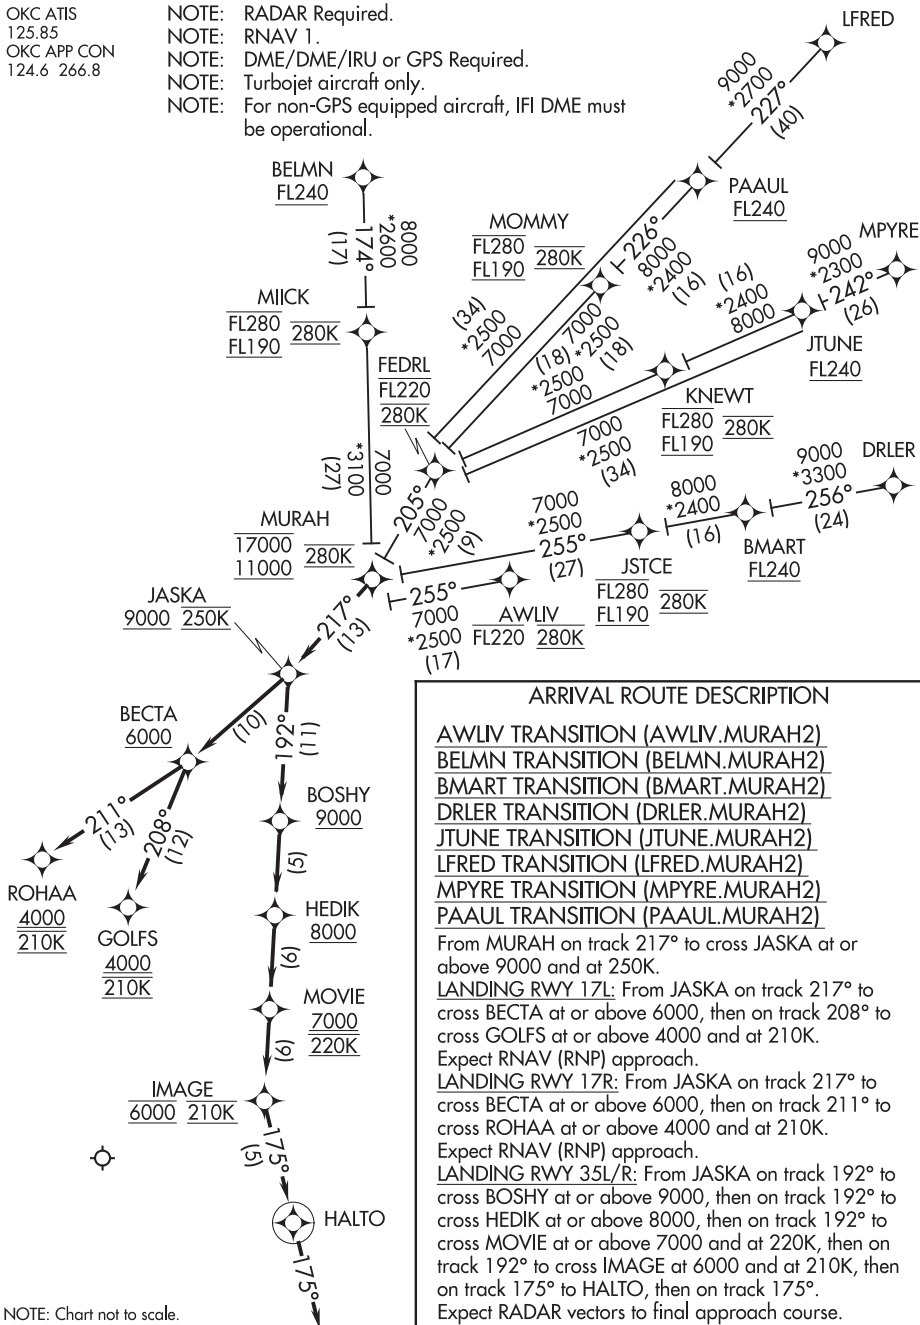 OKC ATIS
125.85
OKC APP CON
124.6 266.8
NOTE: RADAR Required.
NOTE: RNAV 1.
NOTE: DME/DME/IRU or GPS Required.
NOTE: Turbojet aircraft only.
NOTE: For non-GPS equipped aircraft, IFI DME must
be operational.
LFRED
9000
*2700
227°
(40)
BELMN
FL240
PAAUL
FL240
8000
*2600
174°
(17)
MOMMY
FL280
FL190
280K
226°
8000
*2400
(16)
MPYRE
9000
*2300
242°
(26)
(16)
*2400
8000
JTUNE
FL240
MIICK
FL280
FL190
280K
(34)
*2500
7000
7000
*2500
(18)
FEDRL
FL220
280K
(18)
*2500
7000
KNEWT
FL280
FL190
280K
7000
*2500
(34)
7000
*3100
(27)
DRLER
9000
*3300
256°
(24)
8000
*2400
(16)
BMART
FL240
205°
7000
*2500
(9)
7000
*2500
255°
(27)
JSTCE
FL280
FL190
280K
MURAH
17000
11000
280K
255°
7000
*2500
(17)
AWLIV
FL220 280K
JASKA
9000 250K
217°
(13)
BECTA
6000
(10)
192°
(11)
BOSHY
9000
211°
(13)
208°
(12)
(5)
ROHAA
4000
210K
GOLFS
4000
210K
HEDIK
8000
(6)
MOVIE
7000
220K
(6)
IMAGE
6000 210K
175°
(5)
HALTO
175°
NOTE: Chart not to scale.
ARRIVAL ROUTE DESCRIPTION
AWLIV TRANSITION (AWLIV.MURAH2)
BELMN TRANSITION (BELMN.MURAH2)
BMART TRANSITION (BMART.MURAH2)
DRLER TRANSITION (DRLER.MURAH2)
JTUNE TRANSITION (JTUNE.MURAH2)
LFRED TRANSITION (LFRED.MURAH2)
MPYRE TRANSITION (MPYRE.MURAH2)
PAAUL TRANSITION (PAAUL.MURAH2)
From MURAH on track 217° to cross JASKA at or
above 9000 and at 250K.
LANDING RWY 17L: From JASKA on track 217° to
cross BECTA at or above 6000, then on track 208° to
cross GOLFS at or above 4000 and at 210K.
Expect RNAV (RNP) approach.
LANDING RWY 17R: From JASKA on track 217° to
cross BECTA at or above 6000, then on track 211° to
cross ROHAA at or above 4000 and at 210K.
Expect RNAV (RNP) approach.
LANDING RWY 35L/R: From JASKA on track 192° to
cross BOSHY at or above 9000, then on track 192° to
cross HEDIK at or above 8000, then on track 192° to
cross MOVIE at or above 7000 and at 220K, then on
track 192° to cross IMAGE at 6000 and at 210K, then
on track 175° to HALTO, then on track 175°.
Expect RADAR vectors to final approach course.